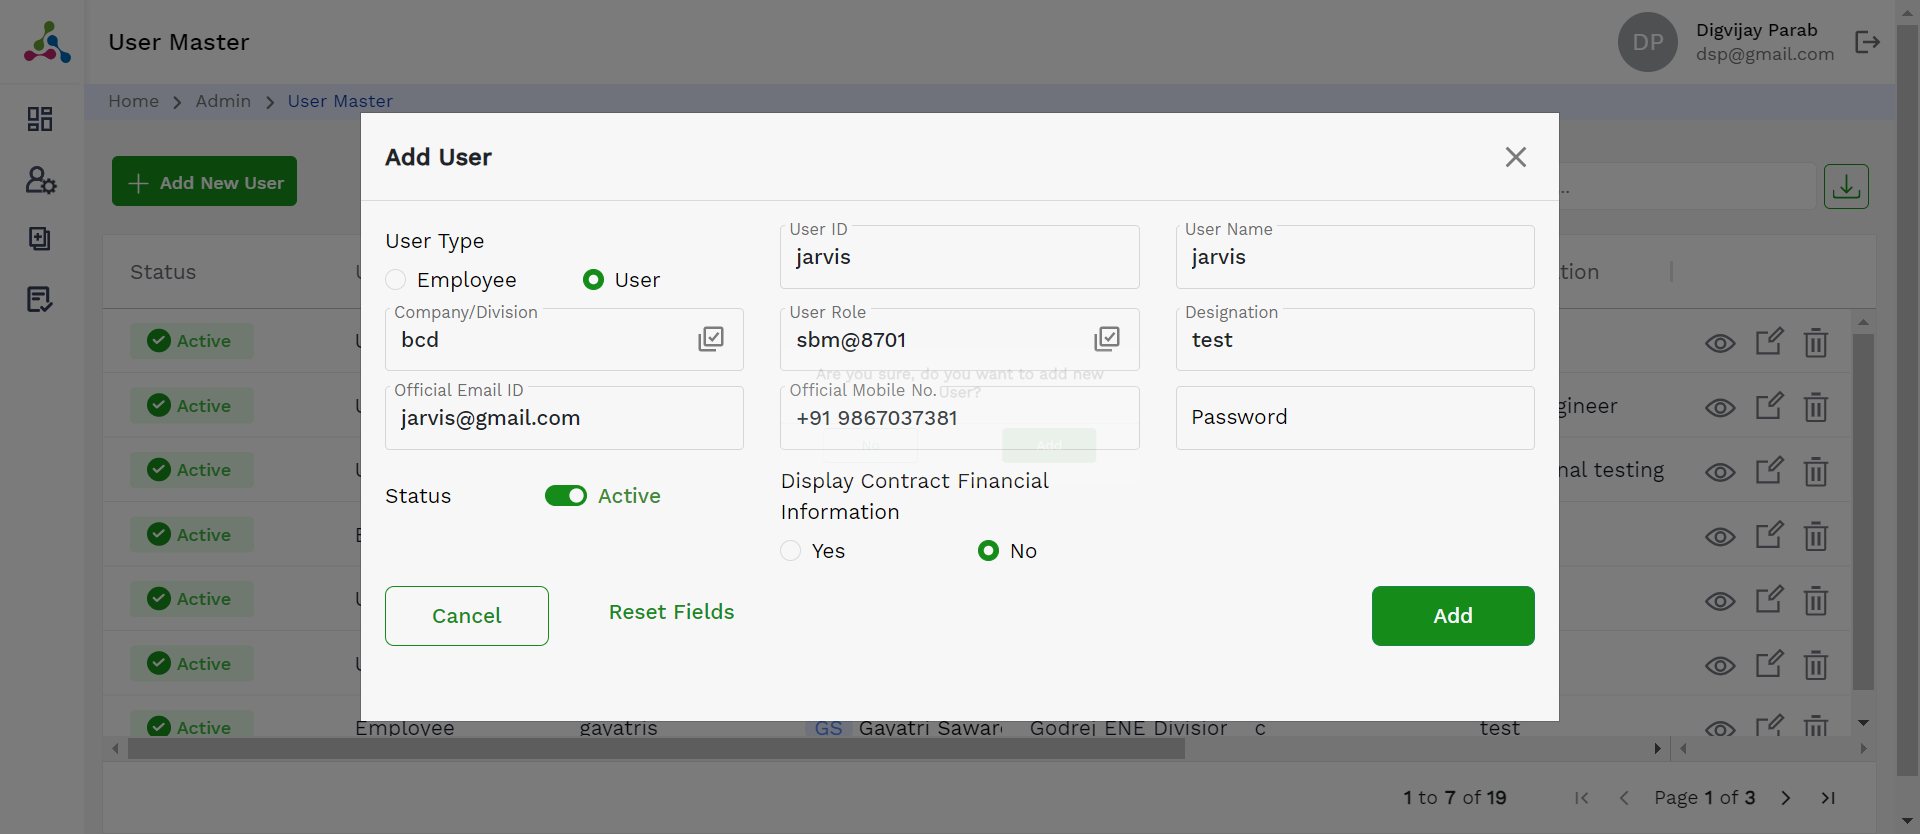 User Master
DP
Digvijay Parab
dsp@gmail.com
Home
Admin
User Master
Add New User
Add User
User Type
Employee
User
User ID
jarvis
User Name
jarvis
Company/Division
bcd
User Role
sbm@8701
Designation
test
Are you sure, do you want to add new
User?
Official Email ID
jarvis@gmail.com
Official Mobile No.
+91 9867037381
Password
No
Add
Status
Active
Display Contract Financial
Information
Yes
No
Cancel
Reset Fields
Add
Status
Active
Active
Active
nal testing
Active
Active
Active
Active
Employee
gayatris
GS
Gayatri
Godrej ENE Division
c
test
1 to 7 of 19
Page 1 of 3